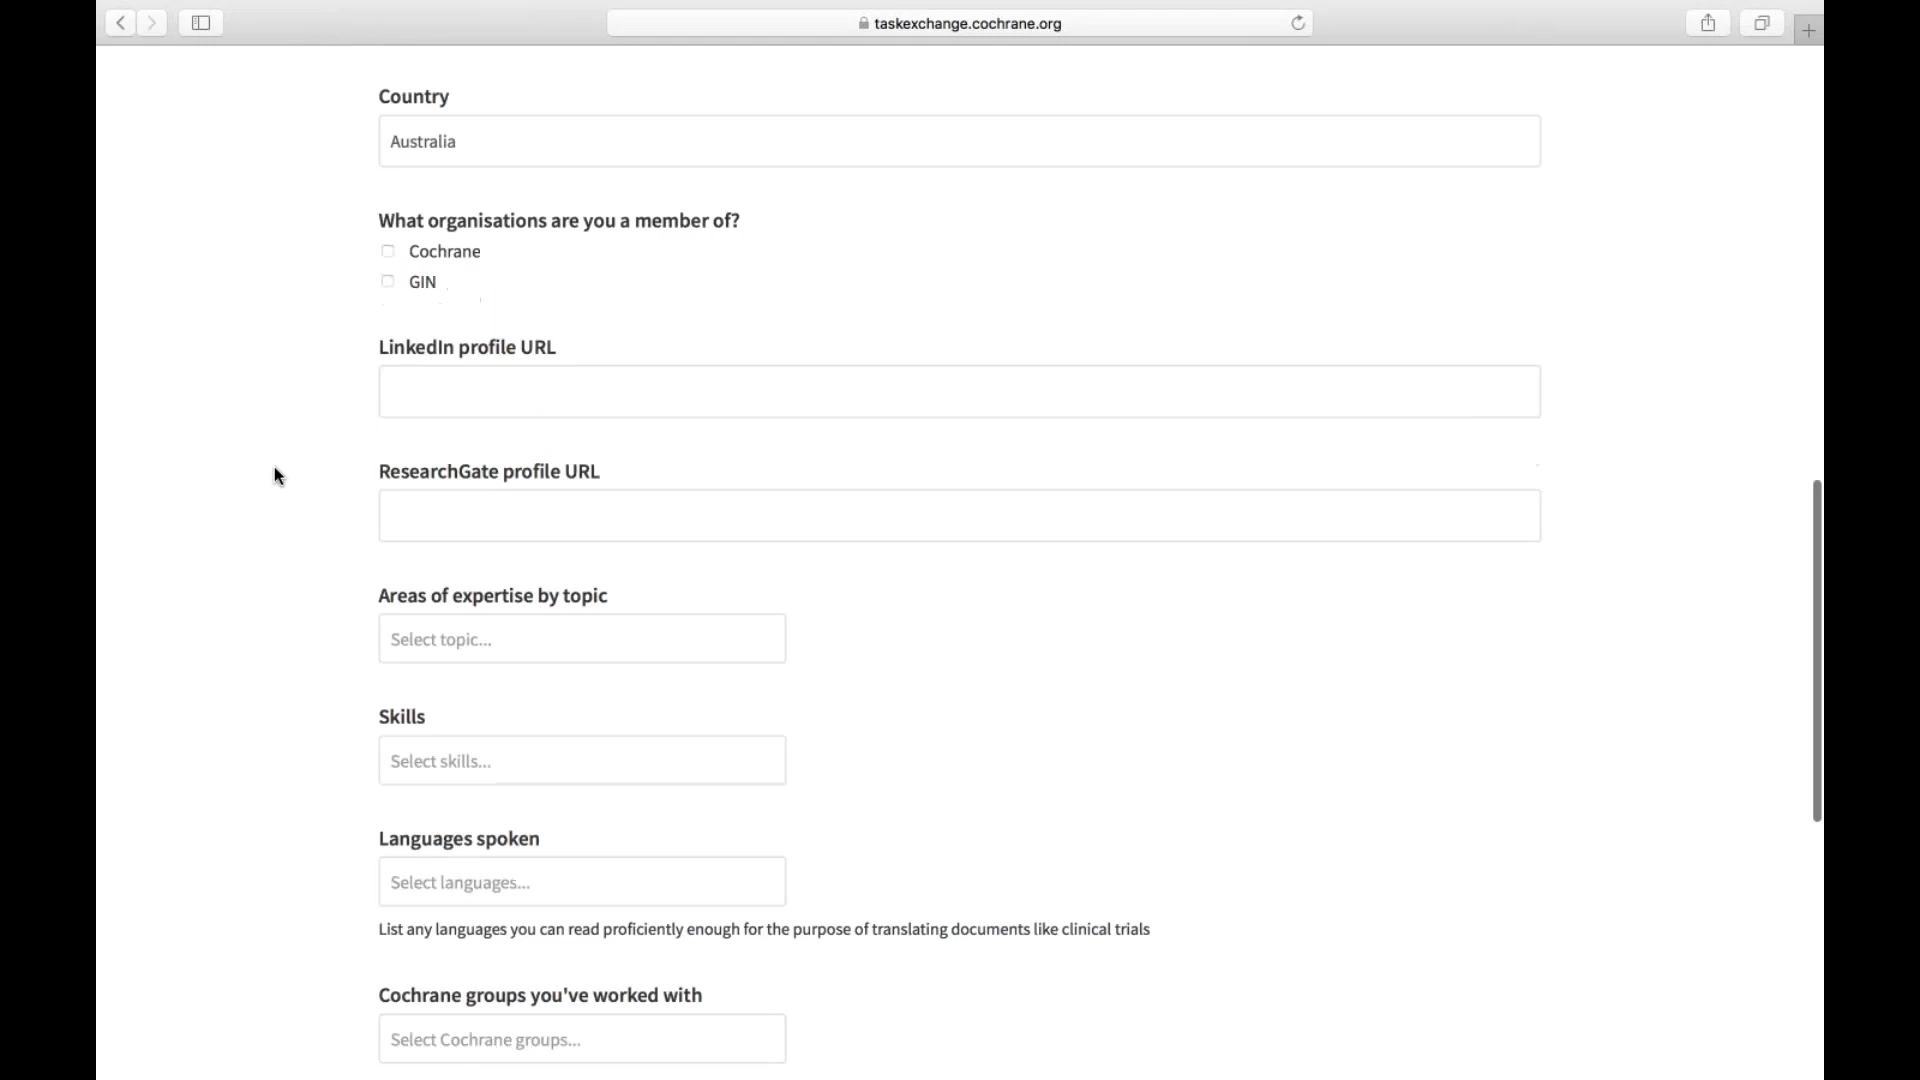 taskexchange.cochrane.org
Country
Australia
What organisations are you a member of?
Cochrane
GIN
LinkedIn profile URL
ResearchGate profile URL
Areas of expertise by topic
Select topic...
Skills
Select skills...
Languages spoken
Select languages...
List any languages you can read proficiently enough for the purpose of translating documents like clinical trials
Cochrane groups you've worked with
Select Cochrane groups...